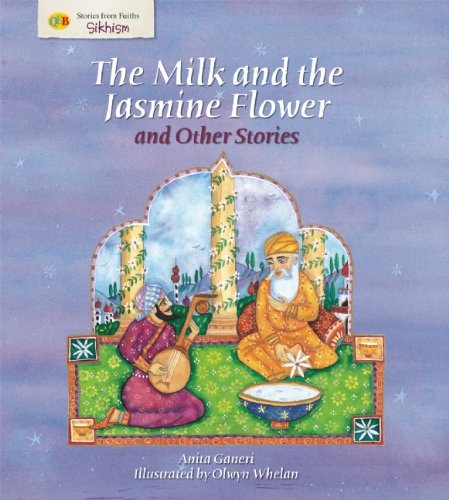 QEB
Stories from Faiths
Sikhism
The Milk and the
Jasmine Flower
and Other Stories
Anita Ganeri
Illustrated by Olwyn Whelan